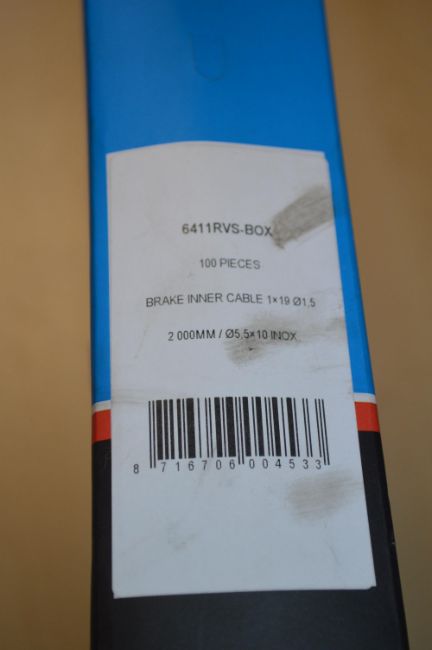 6411RVS-BOX
100 PIECES
BRAKE INNER CABLE 1×19 Ø1,5
2 000MM / Ø5,5×10 INOX
8 716706 004533